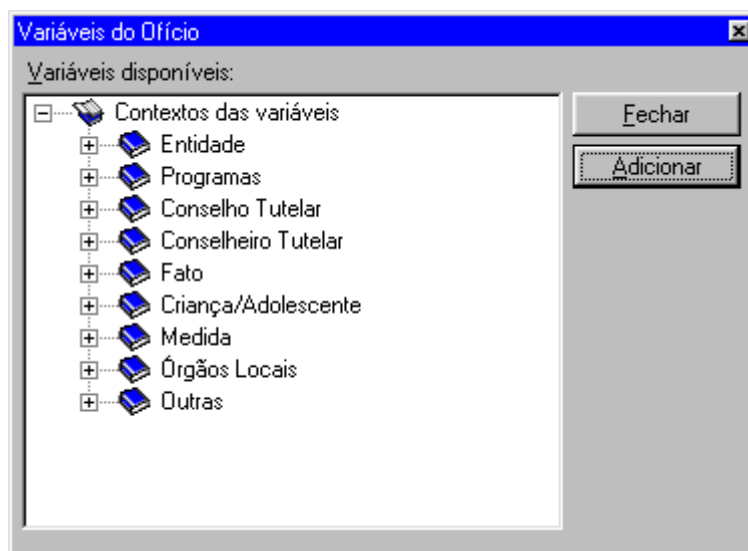 Variáveis do Ofício
Variáveis disponíveis:
Contextos das variáveis
Entidade
Programas
Conselho Tutelar
Conselheiro Tutelar
Fato
Criança/Adolescente
Medida
Órgãos Locais
Outras
Fechar
Adicionar